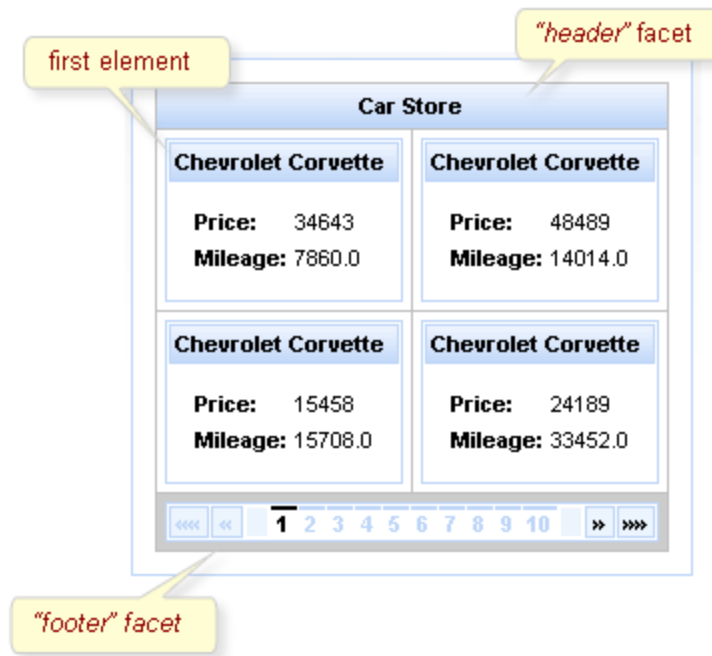 "header" facet
first element
Car Store
Chevrolet Corvette
Price: 34643
Mileage: 7860.0
Chevrolet Corvette
Price: 48489
Mileage: 14014.0
Chevrolet Corvette
Price: 15458
Mileage: 15708.0
Chevrolet Corvette
Price: 24189
Mileage: 33452.0
«« « 1 2 3 4 5 6 7 8 9 10 » »»
"footer" facet